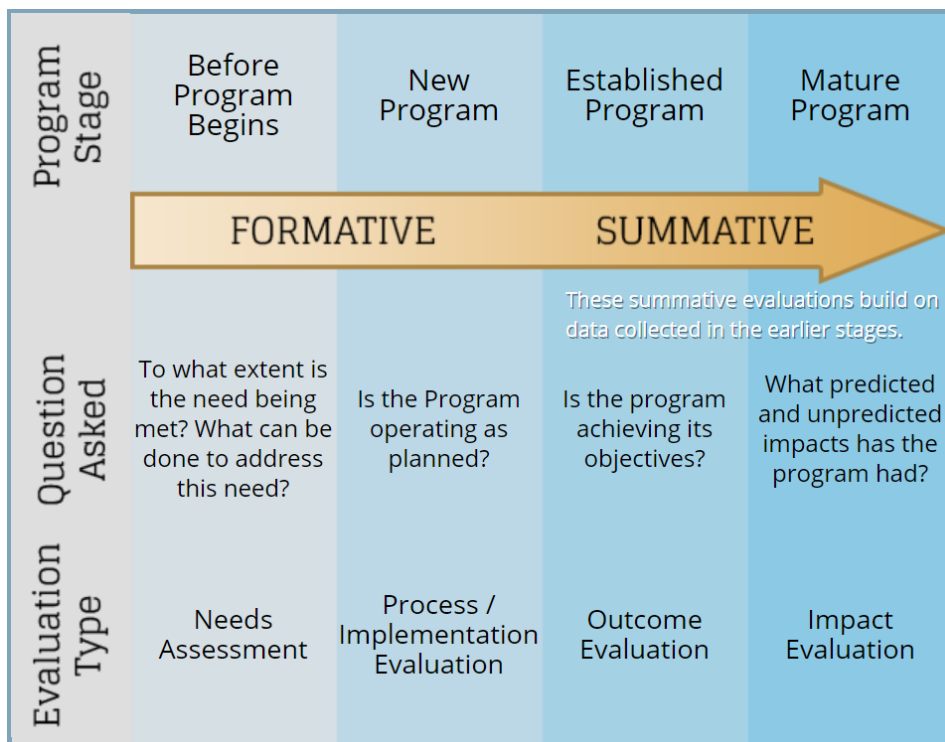 Program
Stage
Before
Program
Begins
New
Program
Established
Program
Mature
Program
FORMATIVE
SUMMATIVE
These summative evaluations build on
data collected in the earlier stages.
Question
Asked
To what extent is
the need being
met? What can be
done to address
this need?
Is the Program
operating as
planned?
Is the program
achieving its
objectives?
What predicted
and unpredicted
impacts has the
program had?
Evaluation
Type
Needs
Assessment
Process /
Implementation
Evaluation
Outcome
Evaluation
Impact
Evaluation